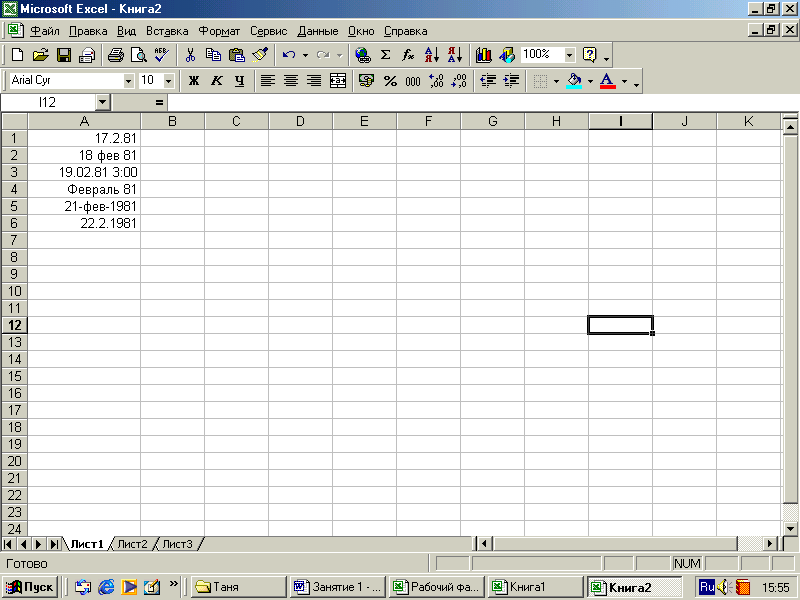 Microsoft Excel - Книга2
Файл Правка Вид Вставка Формат Сервис Данные Окно Справка
100%
Arial Cyr 10 Ж К Ч % 000
I12 =
A B C D E F G H I J K
1 17.2.81
2 18 фев 81
3 19.02.81 3:00
4 Февраль 81
5 21-фев-1981
6 22.2.1981
7
8
9
10
11
12
13
14
15
16
17
18
19
20
21
22
23
24
Лист1 Лист2 Лист3
Готово NUM
Пуск » Таня Занятие 1 - ... Рабочий фа... Книга1 Книга2 Ru 15:55